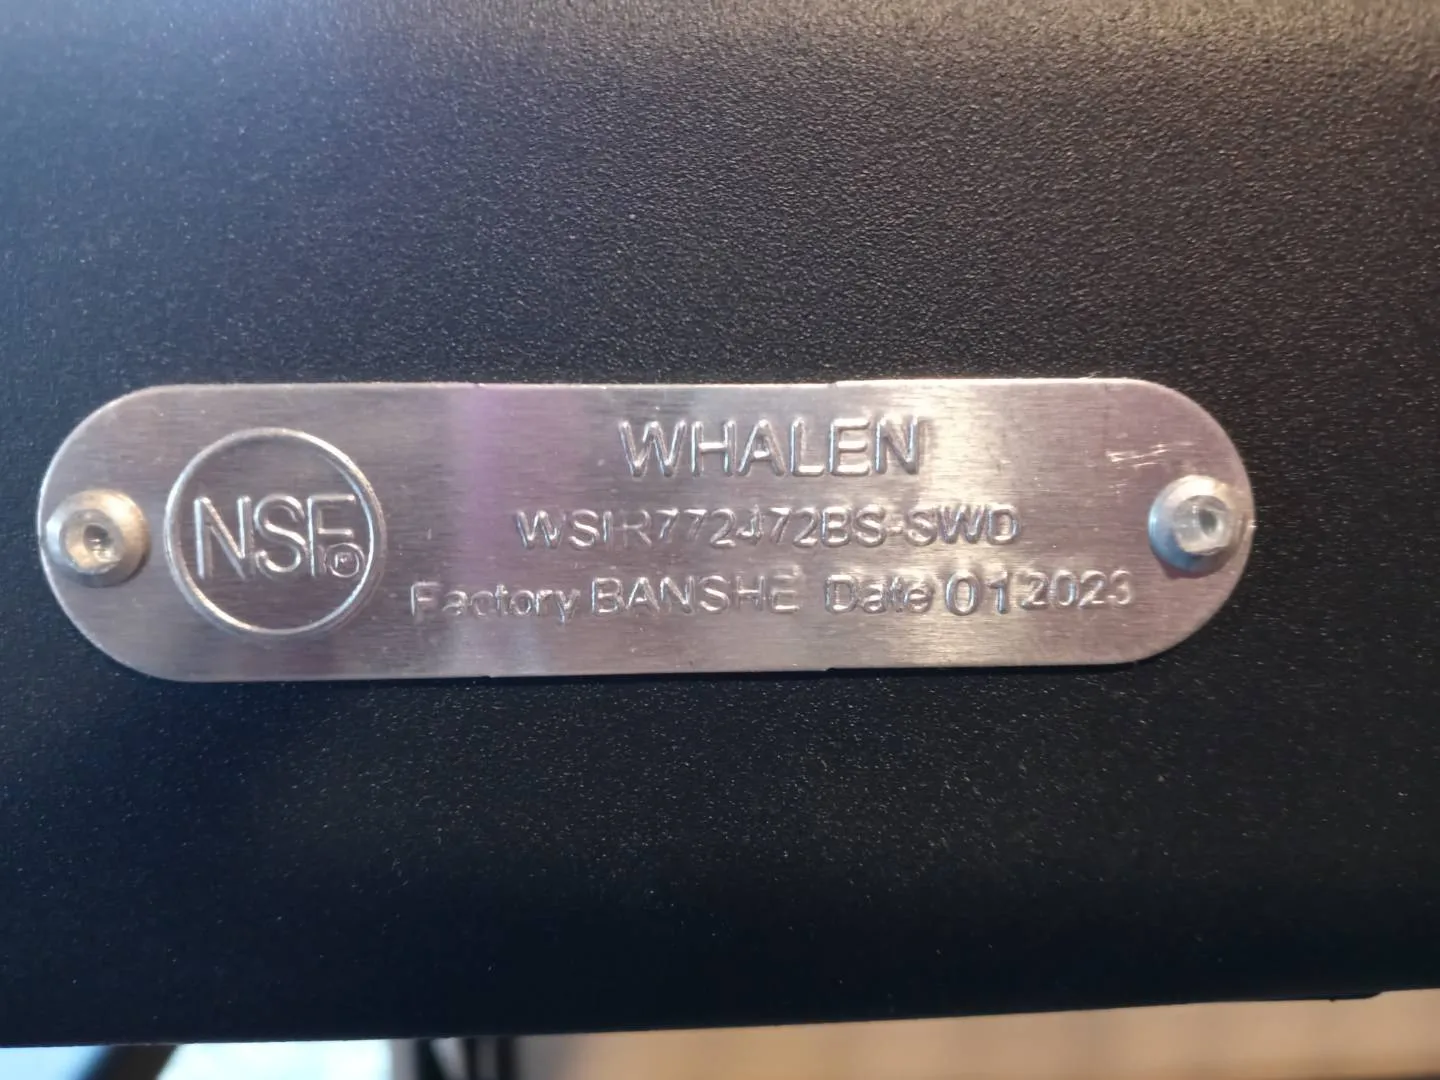 NSF®
WHALEN
WSIR772472BS-SWD
Factory BANSHE Date 01 2023